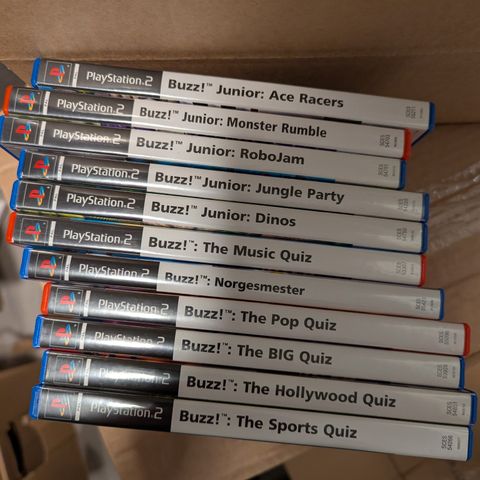 PlayStation 2 Buzz!™ Junior: Ace Racers
PlayStation 2 Buzz!™ Junior: Monster Rumble
PlayStation 2 Buzz!™ Junior: RoboJam
PlayStation 2 Buzz!™ Junior: Jungle Party
PlayStation 2 Buzz!™ Junior: Dinos
PlayStation 2 Buzz!™: The Music Quiz
PlayStation 2 Buzz!™: Norgesmester
PlayStation 2 Buzz!™: The Pop Quiz
PlayStation 2 Buzz!™: The BIG Quiz
PlayStation 2 Buzz!™: The Hollywood Quiz
PlayStation 2 Buzz!™: The Sports Quiz